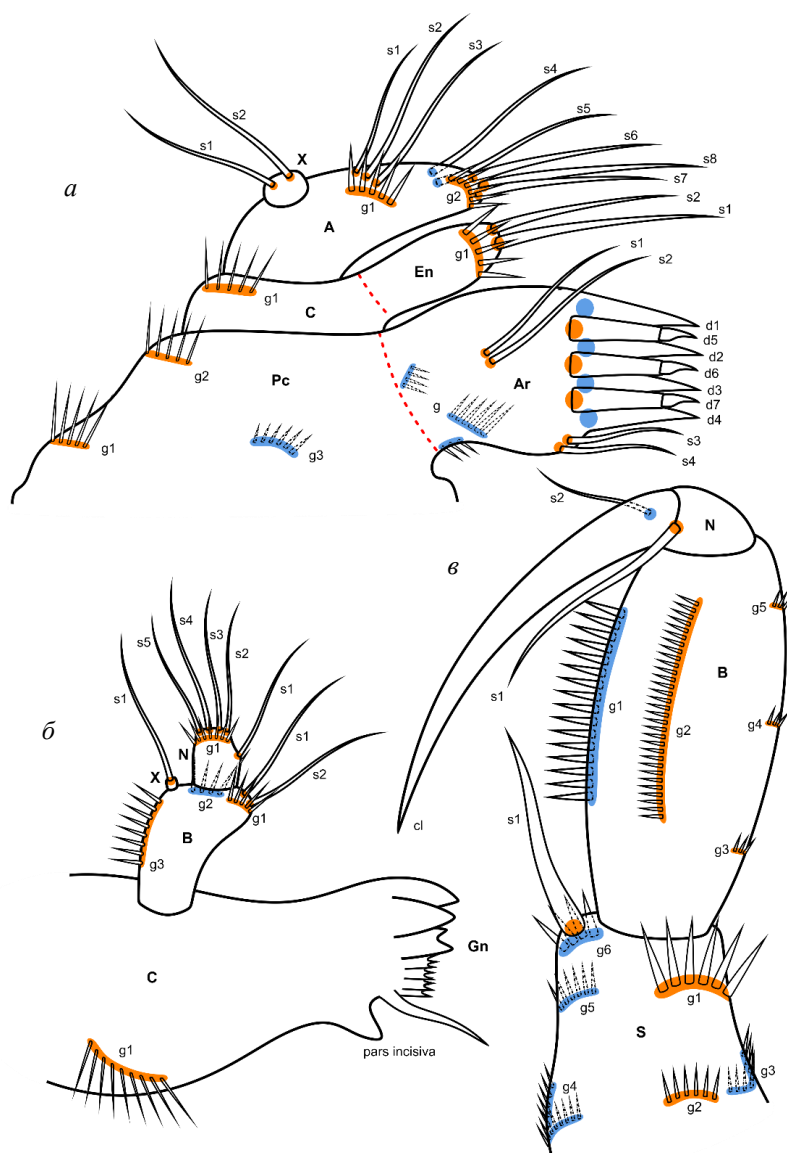 s1
s2
s3
s2
s4
s1
s5
s6
X
s8
s7
s2
s1
а
g1
g2
A
g1
s1
s2
En
g1
C
d1
d5
g2
Pc
Ar
d2
d6
g
d3
d7
d4
g1
g3
s3
s4
s2
N
в
s4
s3
s5
s2
g5
s1
s1
B
б
s1
g1
N
g1
s1
g2
g4
X
s2
g2
g1
B
s1
g3
cl
g3
Gn
g6
C
g1
g5
S
g1
pars incisiva
g3
g4
g2